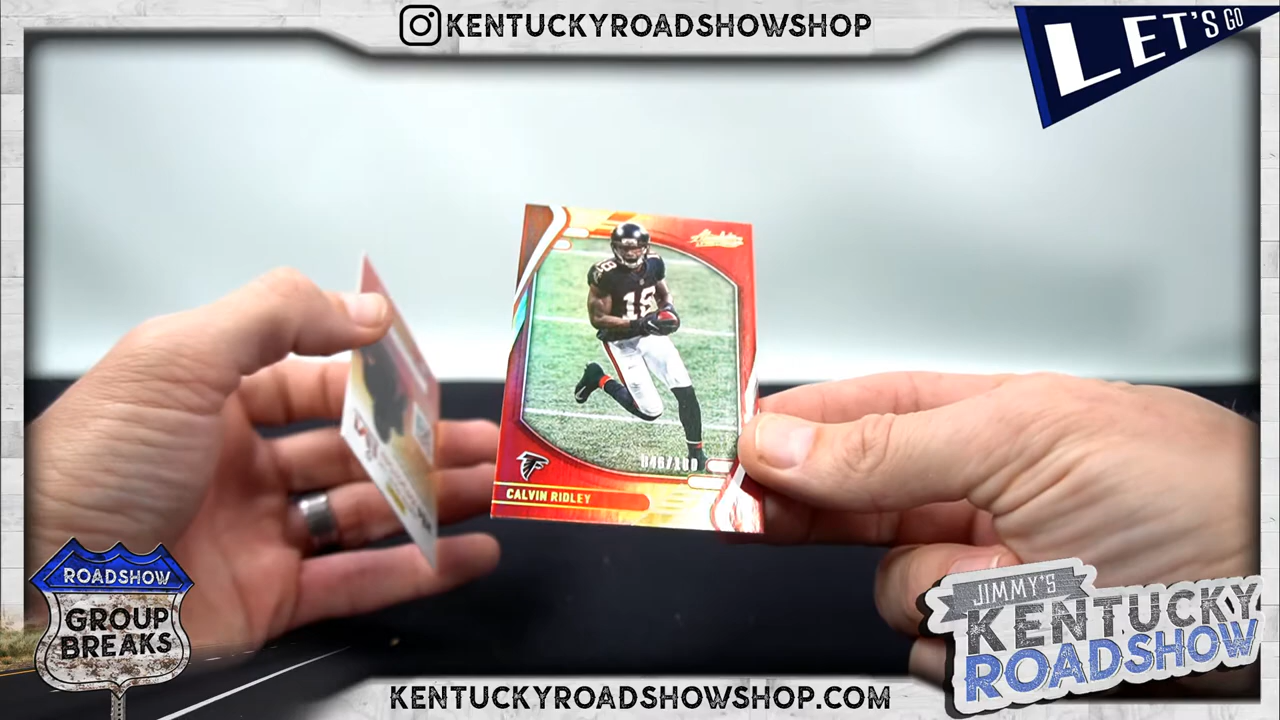 KENTUCKYROADSHOWSHOP
LET'S GO
Absolute
18
CALVIN RIDLEY
ROADSHOW
GROUP
BREAKS
JIMMY'S
KENTUCKY
ROADSHOW
KENTUCKYROADSHOWSHOP.COM